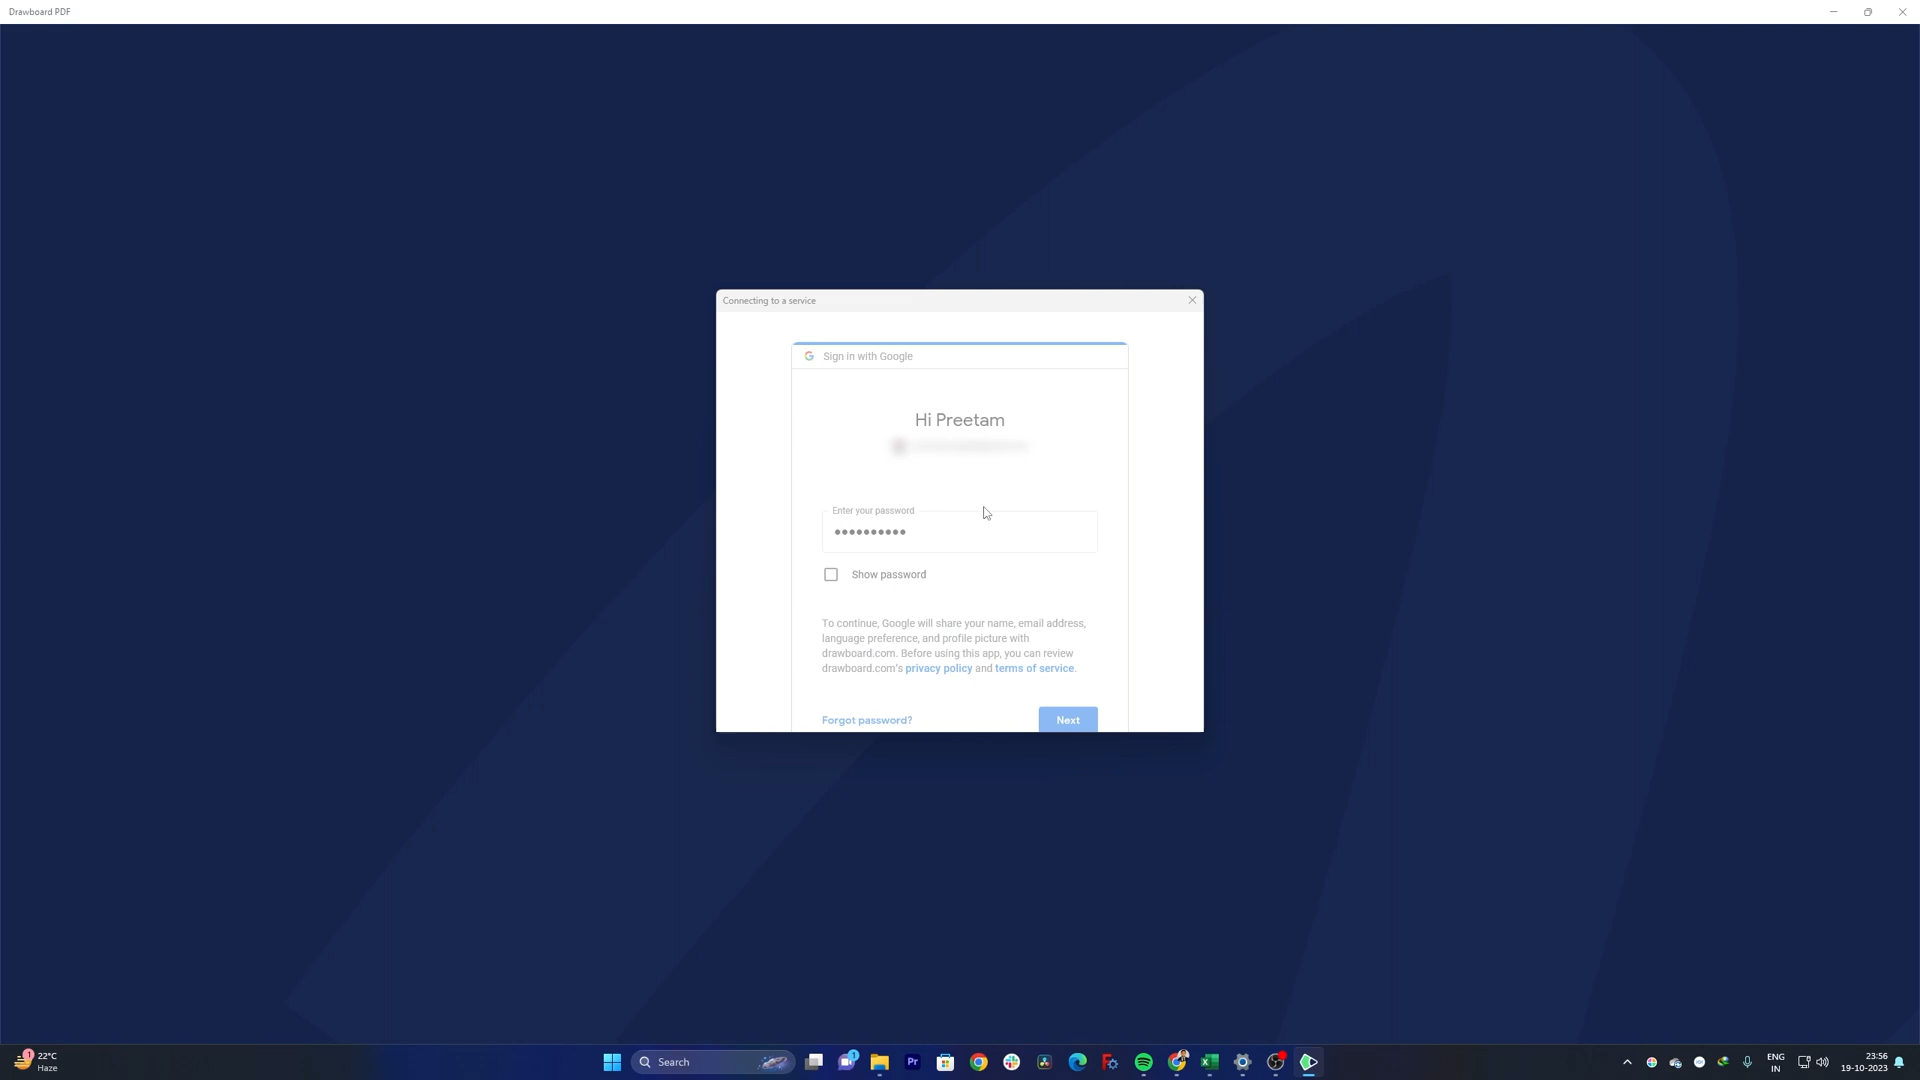 Drawboard PDF
Connecting to a service
Sign in with Google
Hi Preetam
Enter your password
••••••••••
Show password
To continue, Google will share your name, email address,
language preference, and profile picture with
drawboard.com. Before using this app, you can review
drawboard.com's privacy policy and terms of service.
Forgot password?
Next
1
22°C
Haze
Search
1
Pr
ENG
IN
23:56
19-10-2023